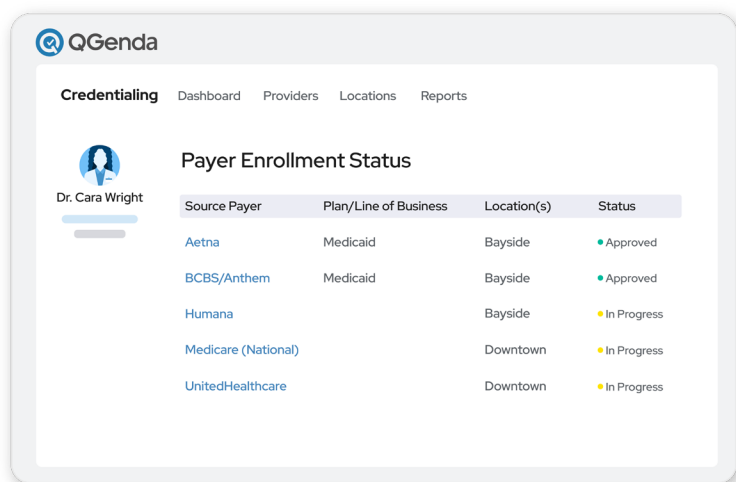 QGenda
Credentialing Dashboard Providers Locations Reports
Dr. Cara Wright
Payer Enrollment Status
Source Payer Plan/Line of Business Location(s) Status
Aetna Medicaid Bayside Approved
BCBS/Anthem Medicaid Bayside Approved
Humana Bayside In Progress
Medicare (National) Downtown In Progress
UnitedHealthcare Downtown In Progress